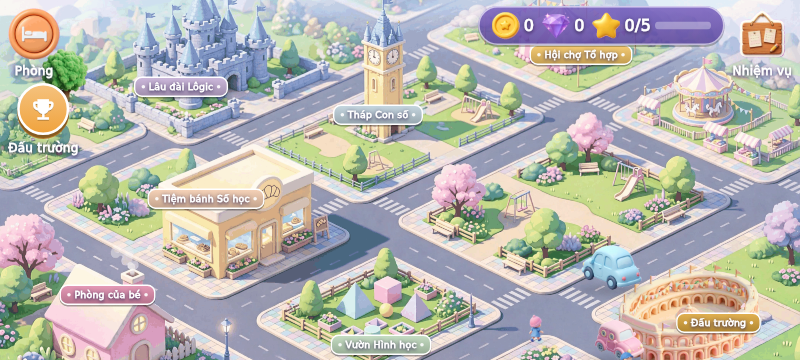 0 0 0/5
Phòng
Nhiệm vụ
• Hội chợ Tổ hợp •
• Lâu đài Lôgic •
• Tháp Con số •
Đấu trường
• Tiệm bánh Số học •
• Phòng của bé •
• Đấu trường •
• Vườn Hình học •